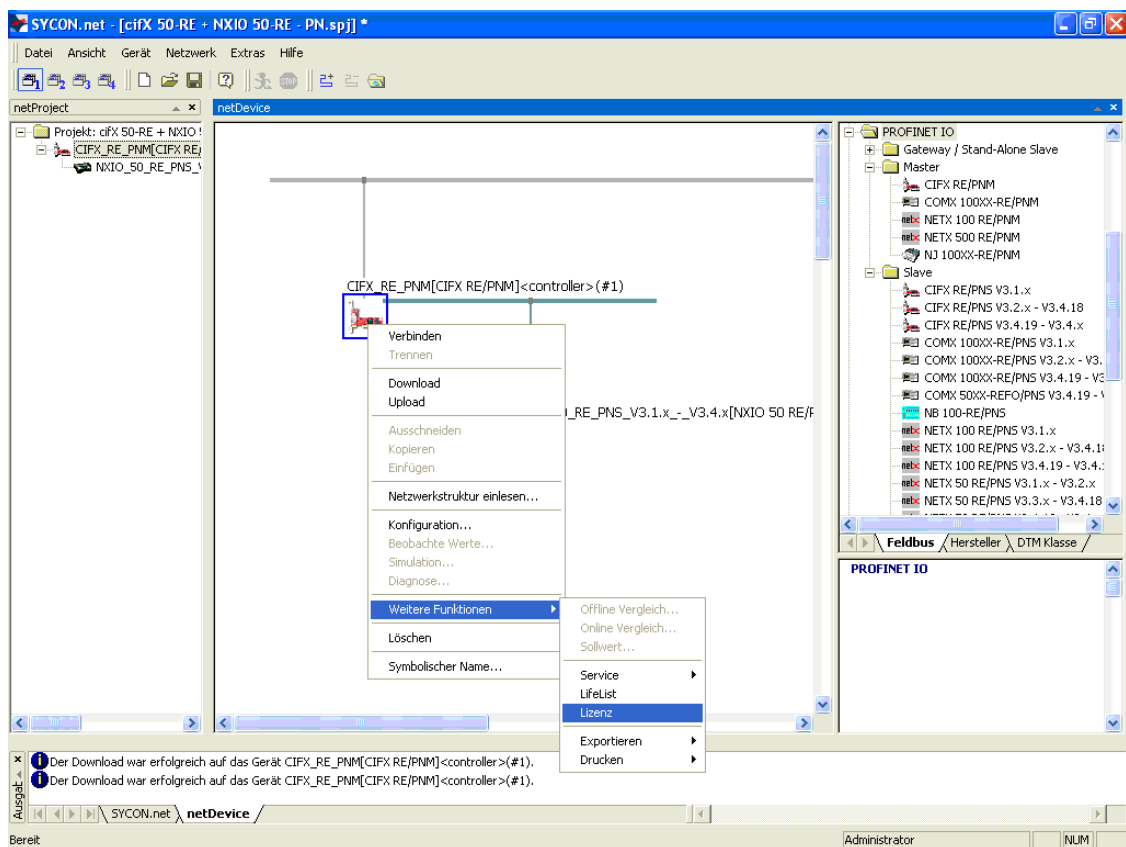 SYCON.net - [cifX 50-RE + NXIO 50-RE - PN.spj] *
Datei Ansicht Gerät Netzwerk Extras Hilfe
netProject
Projekt: cifX 50-RE + NXIO
CIFX_RE_PNM[CIFX RE/
NXIO_50_RE_PNS_
netDevice
CIFX_RE_PNM[CIFX RE/PNM]<controller>(#1)
_RE_PNS_V3.1.x_-_V3.4.x[NXIO 50 RE/P
Verbinden
Trennen
Download
Upload
Ausschneiden
Kopieren
Einfügen
Netzwerkstruktur einlesen...
Konfiguration...
Beobachte Werte...
Simulation...
Diagnose...
Weitere Funktionen
Löschen
Symbolischer Name...
Offline Vergleich...
Online Vergleich...
Sollwert...
Service
LifeList
Lizenz
Exportieren
Drucken
PROFINET IO
Gateway / Stand-Alone Slave
Master
CIFX RE/PNM
COMX 100XX-RE/PNM
NETX 100 RE/PNM
NETX 500 RE/PNM
NJ 100XX-RE/PNM
Slave
CIFX RE/PNS V3.1.x
CIFX RE/PNS V3.2.x - V3.4.18
CIFX RE/PNS V3.4.19 - V3.4.x
COMX 100XX-RE/PNS V3.1.x
COMX 100XX-RE/PNS V3.2.x - V3.
COMX 100XX-RE/PNS V3.4.19 - V3
COMX 50XX-REFO/PNS V3.4.19 - V
NB 100-RE/PNS
NETX 100 RE/PNS V3.1.x
NETX 100 RE/PNS V3.2.x - V3.4.18
NETX 100 RE/PNS V3.4.19 - V3.4.
NETX 50 RE/PNS V3.1.x - V3.2.x
NETX 50 RE/PNS V3.3.x - V3.4.18
Feldbus Hersteller DTM Klasse
PROFINET IO
Ausgabe
Der Download war erfolgreich auf das Gerät CIFX_RE_PNM[CIFX RE/PNM]<controller>(#1).
Der Download war erfolgreich auf das Gerät CIFX_RE_PNM[CIFX RE/PNM]<controller>(#1).
SYCON.net netDevice
Bereit
Administrator
NUM